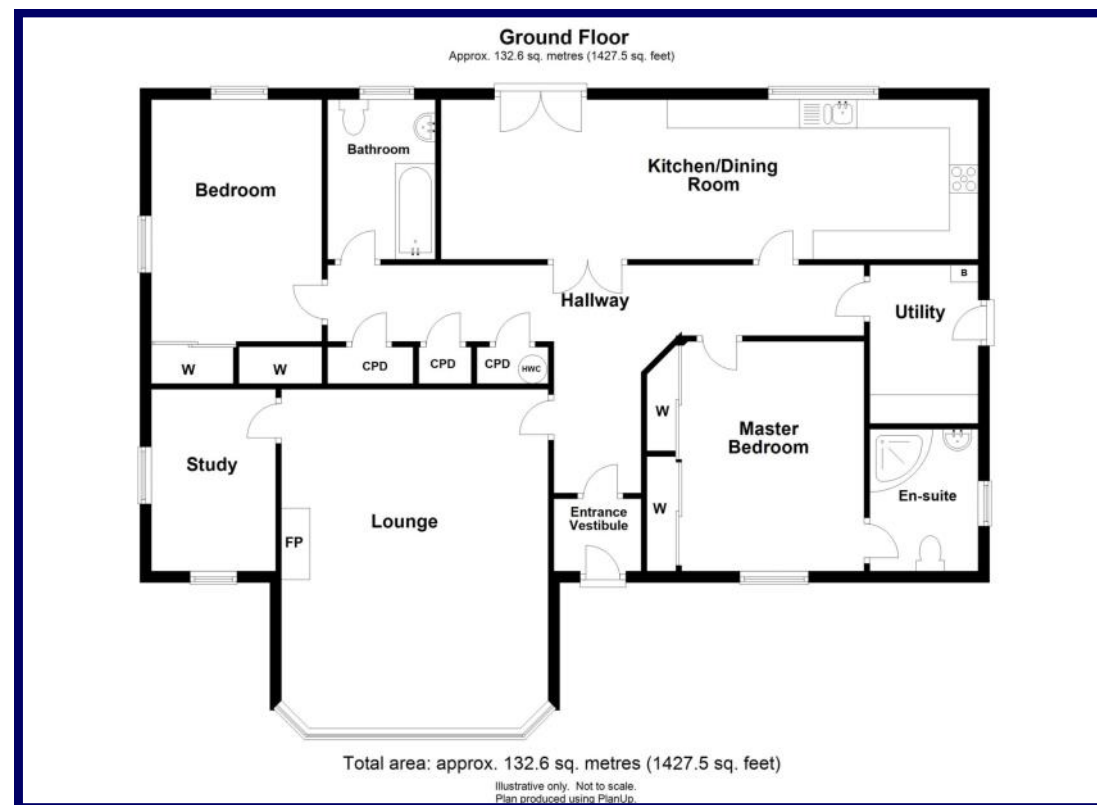 Ground Floor
Approx. 132.6 sq. metres (1427.5 sq. feet)
Bathroom
Kitchen/Dining
Room
Bedroom
B
Hallway
Utility
W
W
CPD
CPD
CPD
HWC
W
Master
Bedroom
Study
En-suite
W
Entrance
Vestibule
Lounge
FP
Total area: approx. 132.6 sq. metres (1427.5 sq. feet)
Illustrative only. Not to scale.
Plan produced using PlanUp.